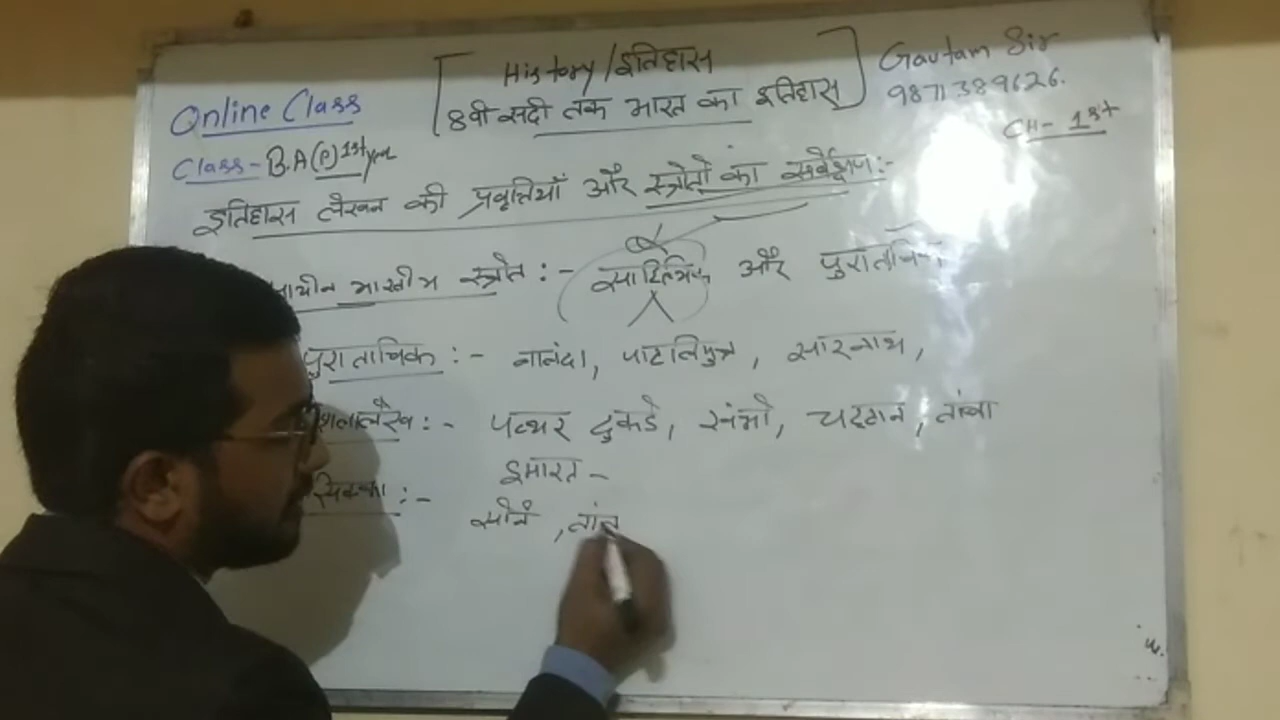 History/इतिहास
8वी सदी तक भारत का इतिहास
Gautam Sir
9871389626.
CH- 1st
Online Class
Class- B.A(P) 1st year
इतिहास लेखन की प्रवृत्तियाँ और स्त्रोतो का सर्वेक्षण:-
स्त्रोत :- साहित्यिक और
पुरातात्विक :- नालंदा, पाटलिपुत्र, सारनाथ,
:- पत्थर टुकडे, स्तंभो, चट्टान, तांबा
इमारत -
सिक्का :-
सोने, तांब